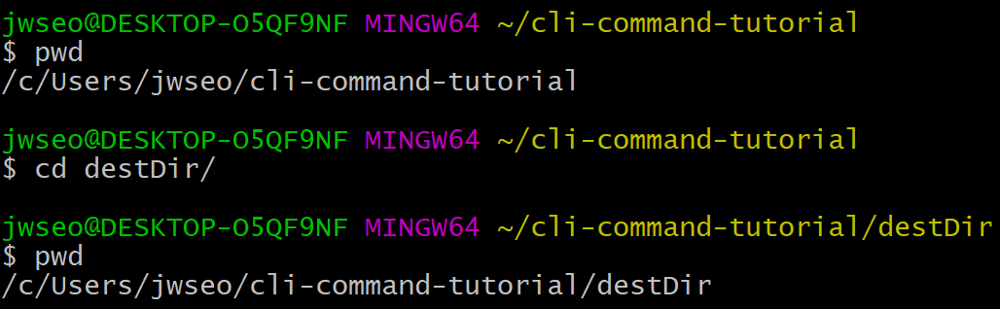 jwseo@DESKTOP-O5QF9NF MINGW64 ~/cli-command-tutorial
$ pwd
/c/Users/jwseo/cli-command-tutorial
jwseo@DESKTOP-O5QF9NF MINGW64 ~/cli-command-tutorial
$ cd destDir/
jwseo@DESKTOP-O5QF9NF MINGW64 ~/cli-command-tutorial/destDir
$ pwd
/c/Users/jwseo/cli-command-tutorial/destDir